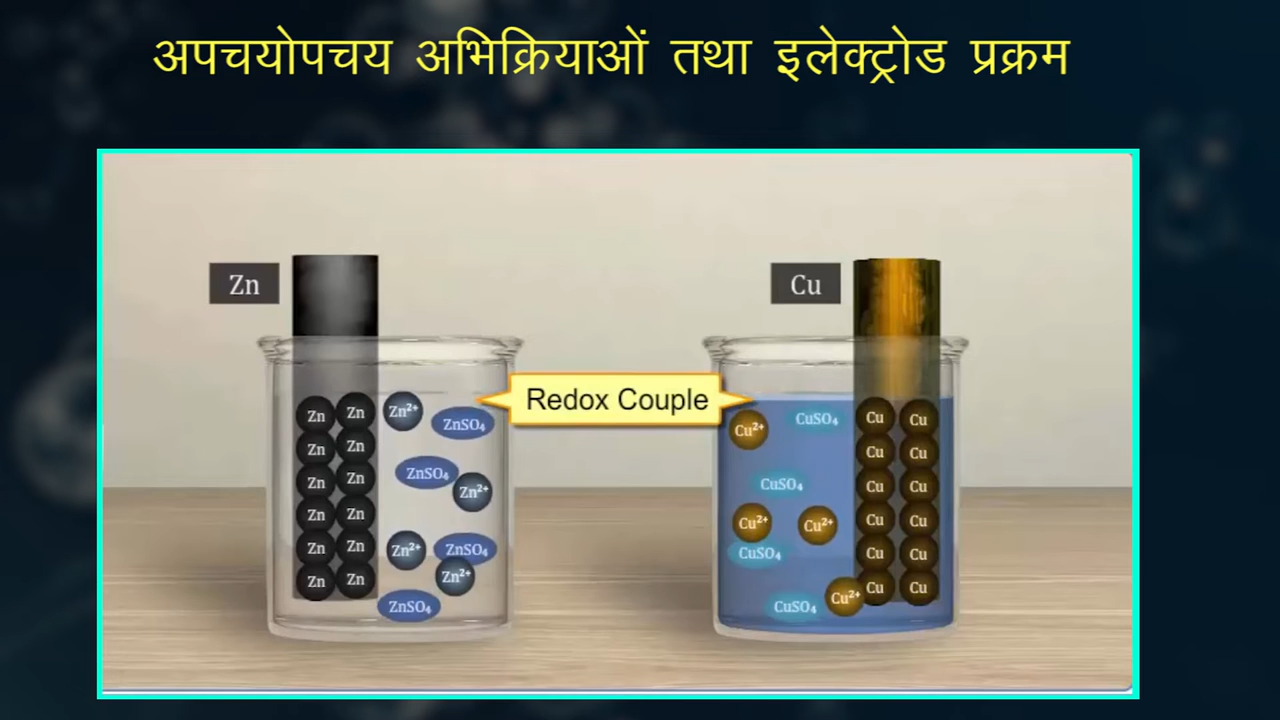 अपचयोपचय अभिक्रियाओं तथा इलेक्ट्रोड प्रक्रम
Zn
Cu
Redox Couple
Zn Zn Zn²⁺ ZnSO₄
Zn Zn ZnSO₄
Zn Zn Zn²⁺
Zn Zn
Zn Zn Zn²⁺ ZnSO₄
Zn Zn Zn²⁺
ZnSO₄
Cu²⁺ CuSO₄ Cu Cu
Cu Cu
CuSO₄ Cu Cu
Cu²⁺ Cu²⁺ Cu Cu
CuSO₄ Cu Cu
CuSO₄ Cu²⁺ Cu Cu